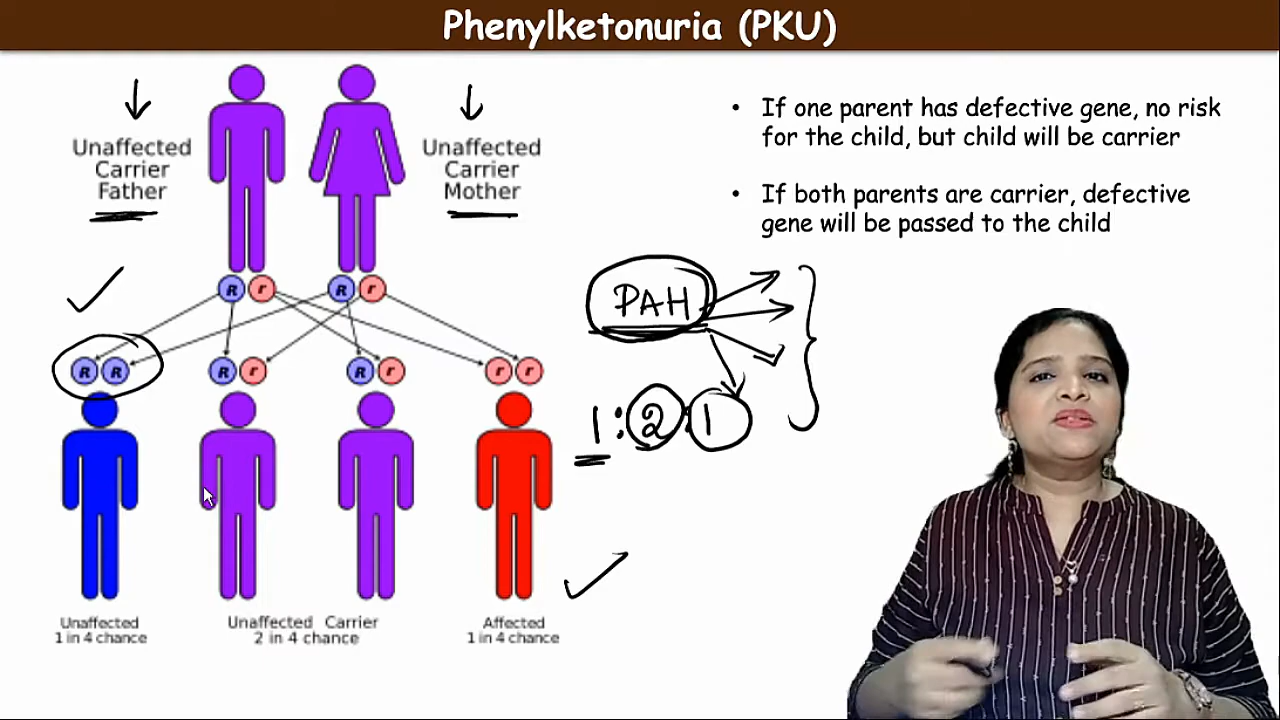 Phenylketonuria (PKU)
Unaffected
Carrier
Father
Unaffected
Carrier
Mother
• If one parent has defective gene, no risk
for the child, but child will be carrier
• If both parents are carrier, defective
gene will be passed to the child
R r R r
PAH
R R R r R r r r
1:2:1
Unaffected
1 in 4 chance
Unaffected Carrier
2 in 4 chance
Affected
1 in 4 chance